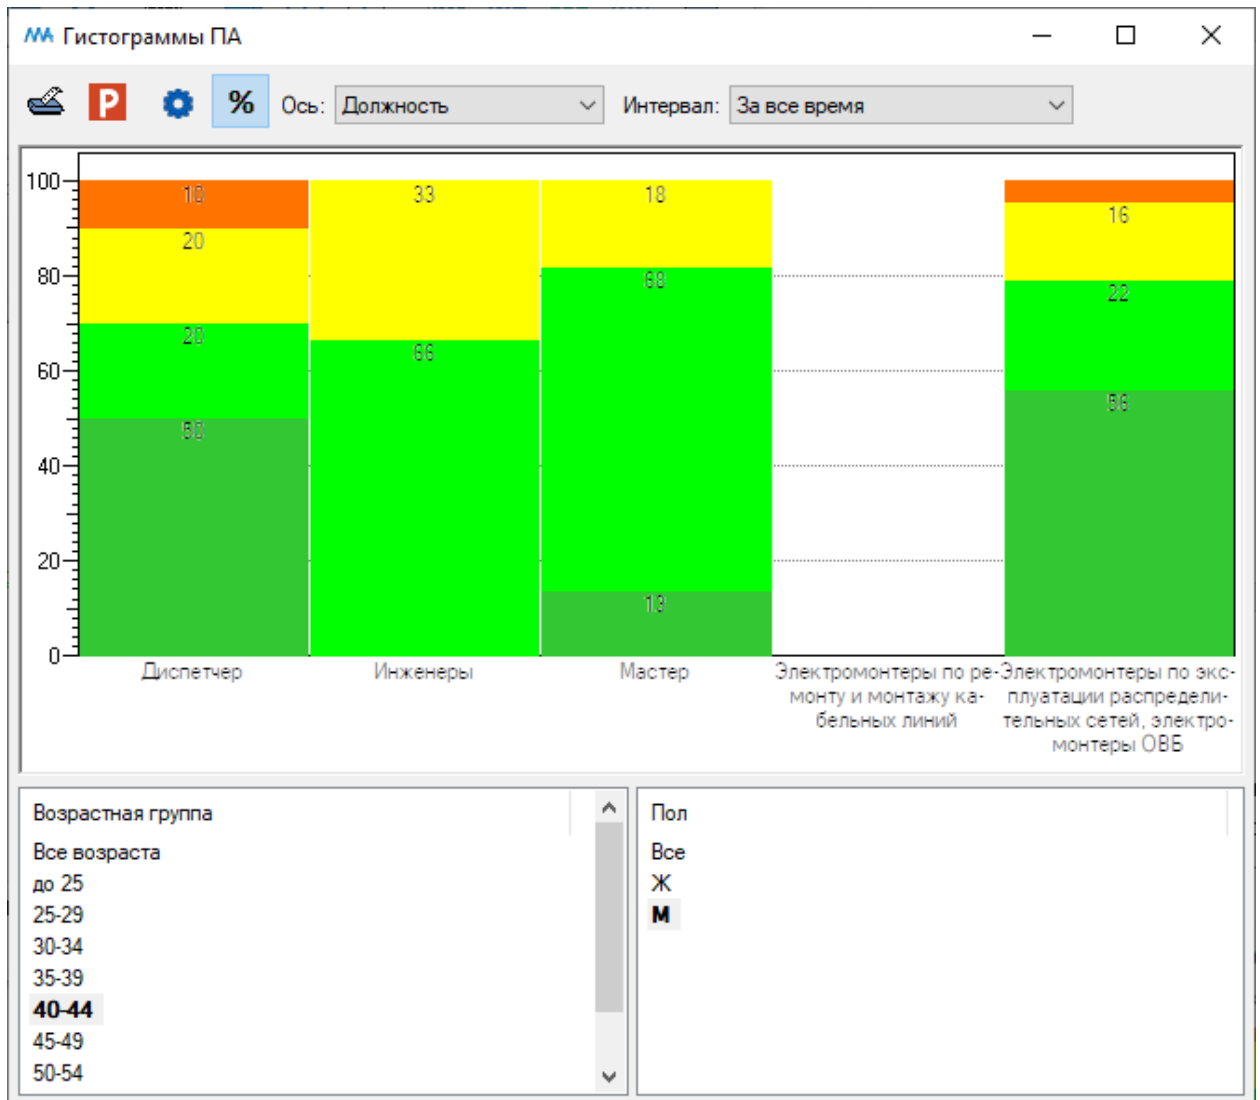 Гистограммы ПА
% Ось: Должность Интервал: За все время
100
80
60
40
20
0
10
20
20
50
33
66
18
68
13
16
22
56
Диспетчер
Инженеры
Мастер
Электромонтеры по ре-
монту и монтажу ка-
бельных линий
Электромонтеры по экс-
плуатации распредели-
тельных сетей, электро-
монтеры ОВБ
Возрастная группа
Все возраста
до 25
25-29
30-34
35-39
40-44
45-49
50-54
Пол
Все
Ж
М